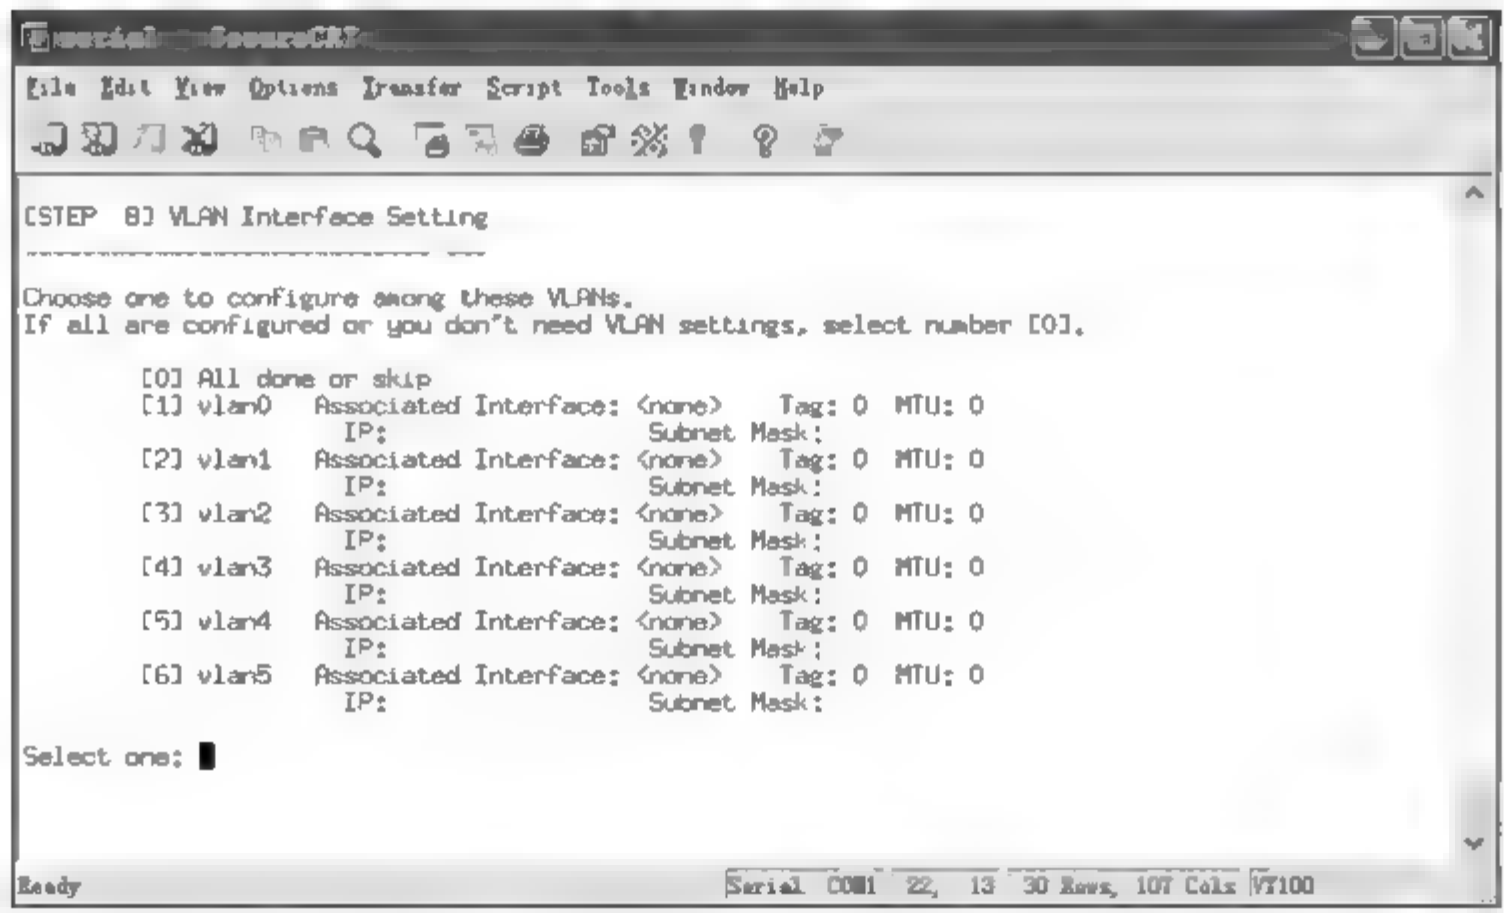 serial - SecureCRT
File Edit View Options Transfer Script Tools Window Help
[STEP  8] VLAN Interface Setting
Choose one to configure among these VLANs.
If all are configured or you don't need VLAN settings, select number [0].
[0] All done or skip
[1] vlan0   Associated Interface: <none>    Tag: 0  MTU: 0
IP:                  Subnet Mask:
[2] vlan1   Associated Interface: <none>    Tag: 0  MTU: 0
IP:                  Subnet Mask:
[3] vlan2   Associated Interface: <none>    Tag: 0  MTU: 0
IP:                  Subnet Mask:
[4] vlan3   Associated Interface: <none>    Tag: 0  MTU: 0
IP:                  Subnet Mask:
[5] vlan4   Associated Interface: <none>    Tag: 0  MTU: 0
IP:                  Subnet Mask:
[6] vlan5   Associated Interface: <none>    Tag: 0  MTU: 0
IP:                  Subnet Mask:
Select one:
Ready Serial: COM1 22, 13 30 Rows, 107 Cols VT100